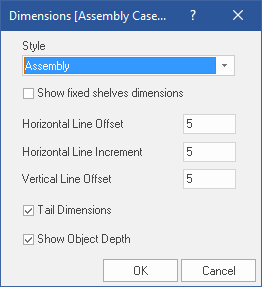 Dimensions [Assembly Case... ?
Style
Assembly
Show fixed shelves dimensions
Horizontal Line Offset 5
Horizontal Line Increment 5
Vertical Line Offset 5
Tail Dimensions
Show Object Depth
OK Cancel